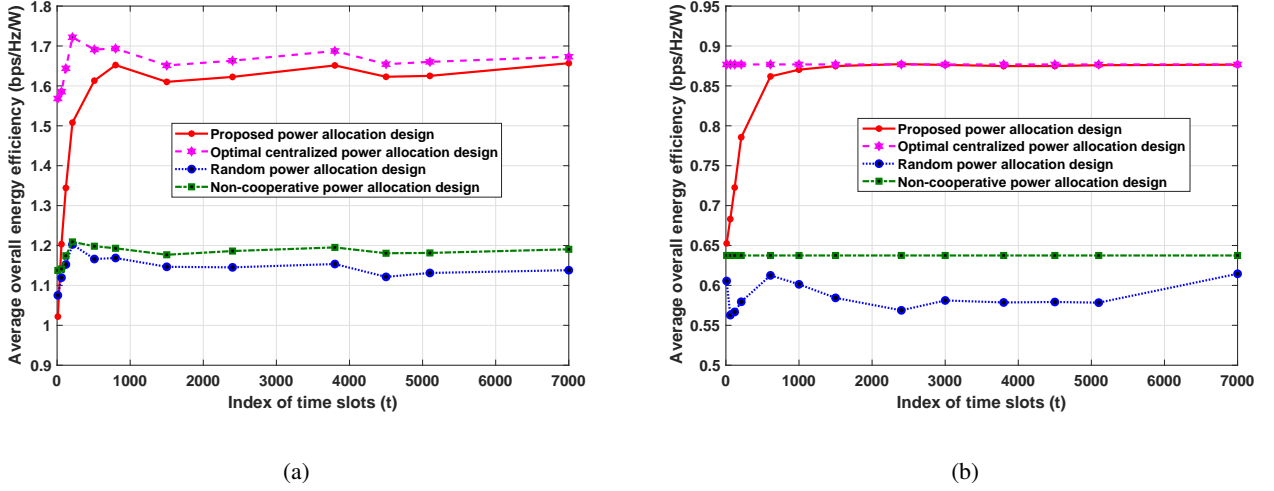 Average overall energy efficiency (bps/Hz/W)
1.8
1.7
1.6
1.5
1.4
1.3
1.2
1.1
1
0.9
Proposed power allocation design
Optimal centralized power allocation design
Random power allocation design
Non-cooperative power allocation design
0 1000 2000 3000 4000 5000 6000 7000
Index of time slots (t)
(a)
Average overall energy efficiency (bps/Hz/W)
0.95
0.9
0.85
0.8
0.75
0.7
0.65
0.6
0.55
0.5
Proposed power allocation design
Optimal centralized power allocation design
Random power allocation design
Non-cooperative power allocation design
0 1000 2000 3000 4000 5000 6000 7000
Index of time slots (t)
(b)